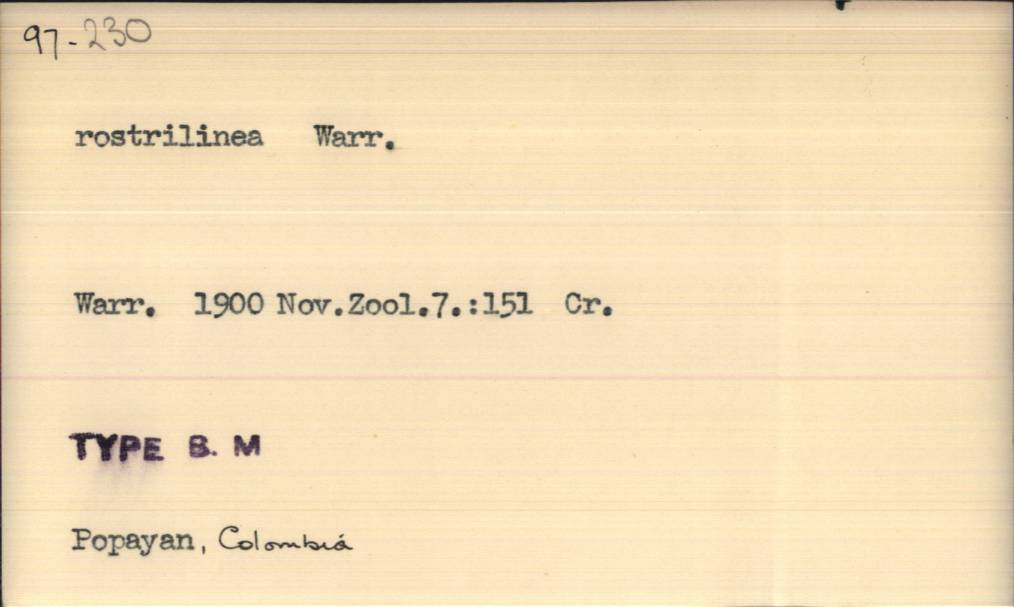 97-230
rostrilinea Warr.
Warr. 1900 Nov.Zool.7.:151 Cr.
TYPE B. M
Popayan, Colombia